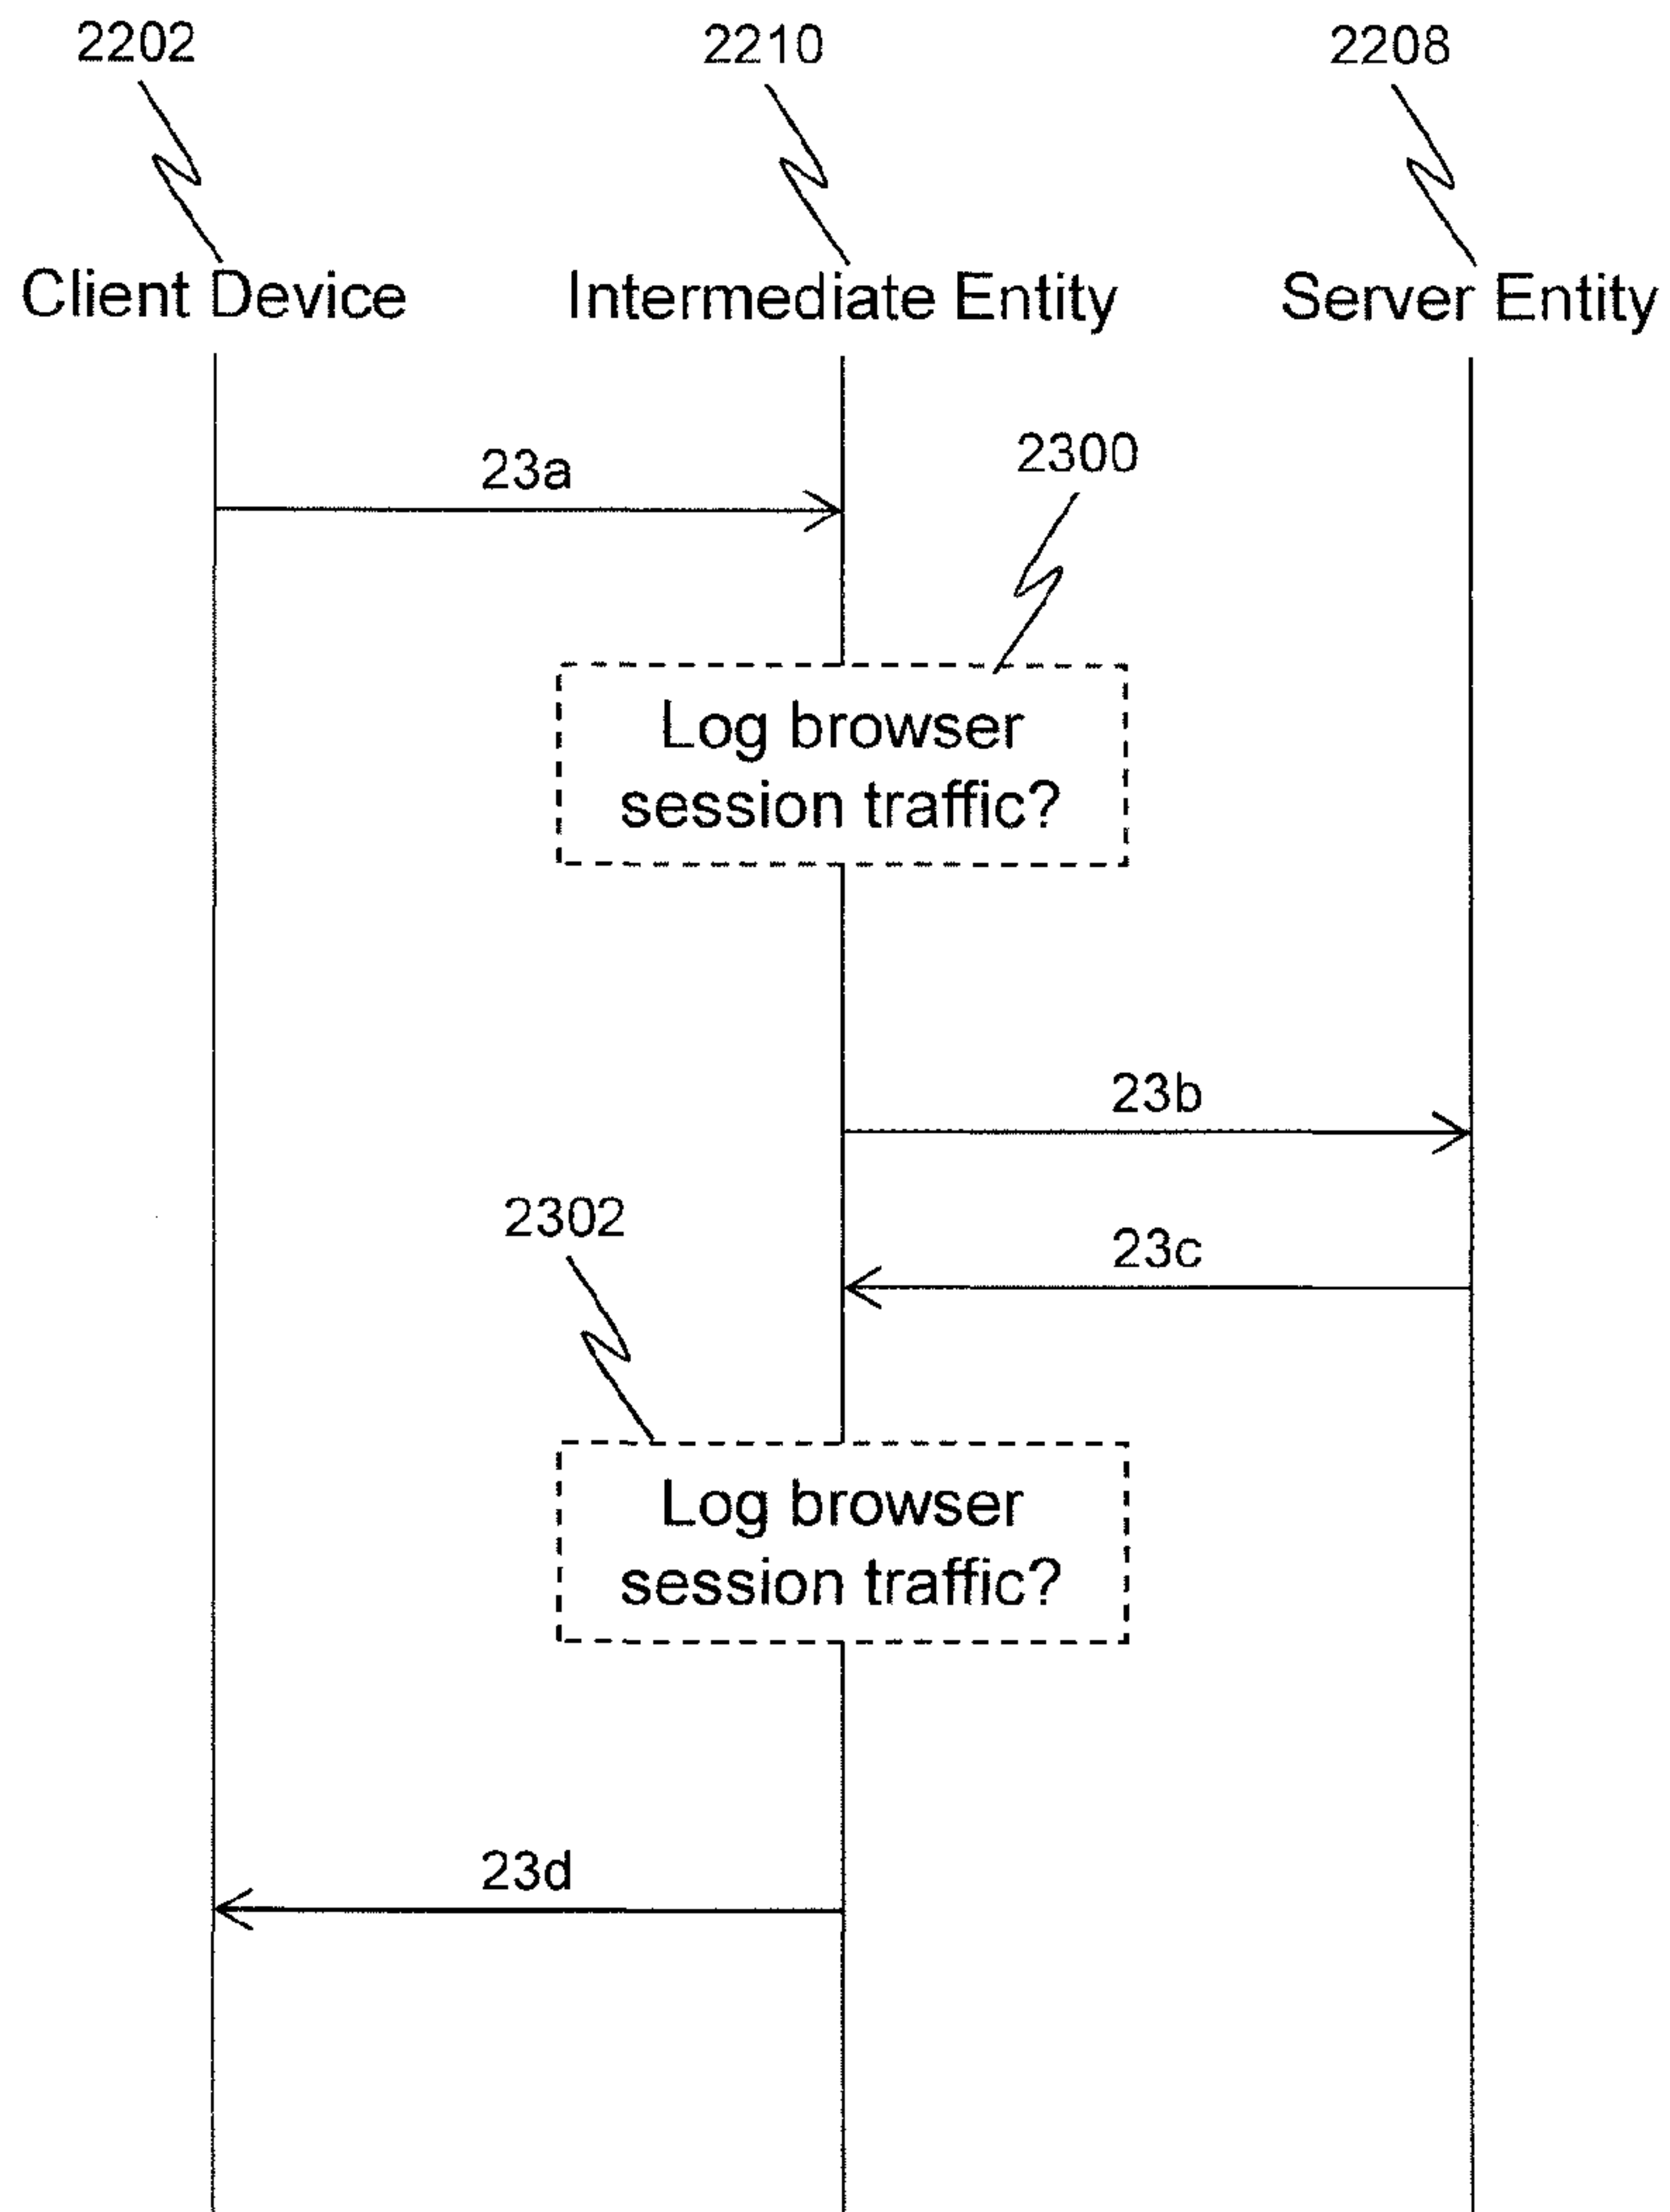 2202
2210
2208
Client Device
Intermediate Entity
Server Entity
23a
2300
Log browser
session traffic?
23b
2302
23c
Log browser
session traffic?
23d